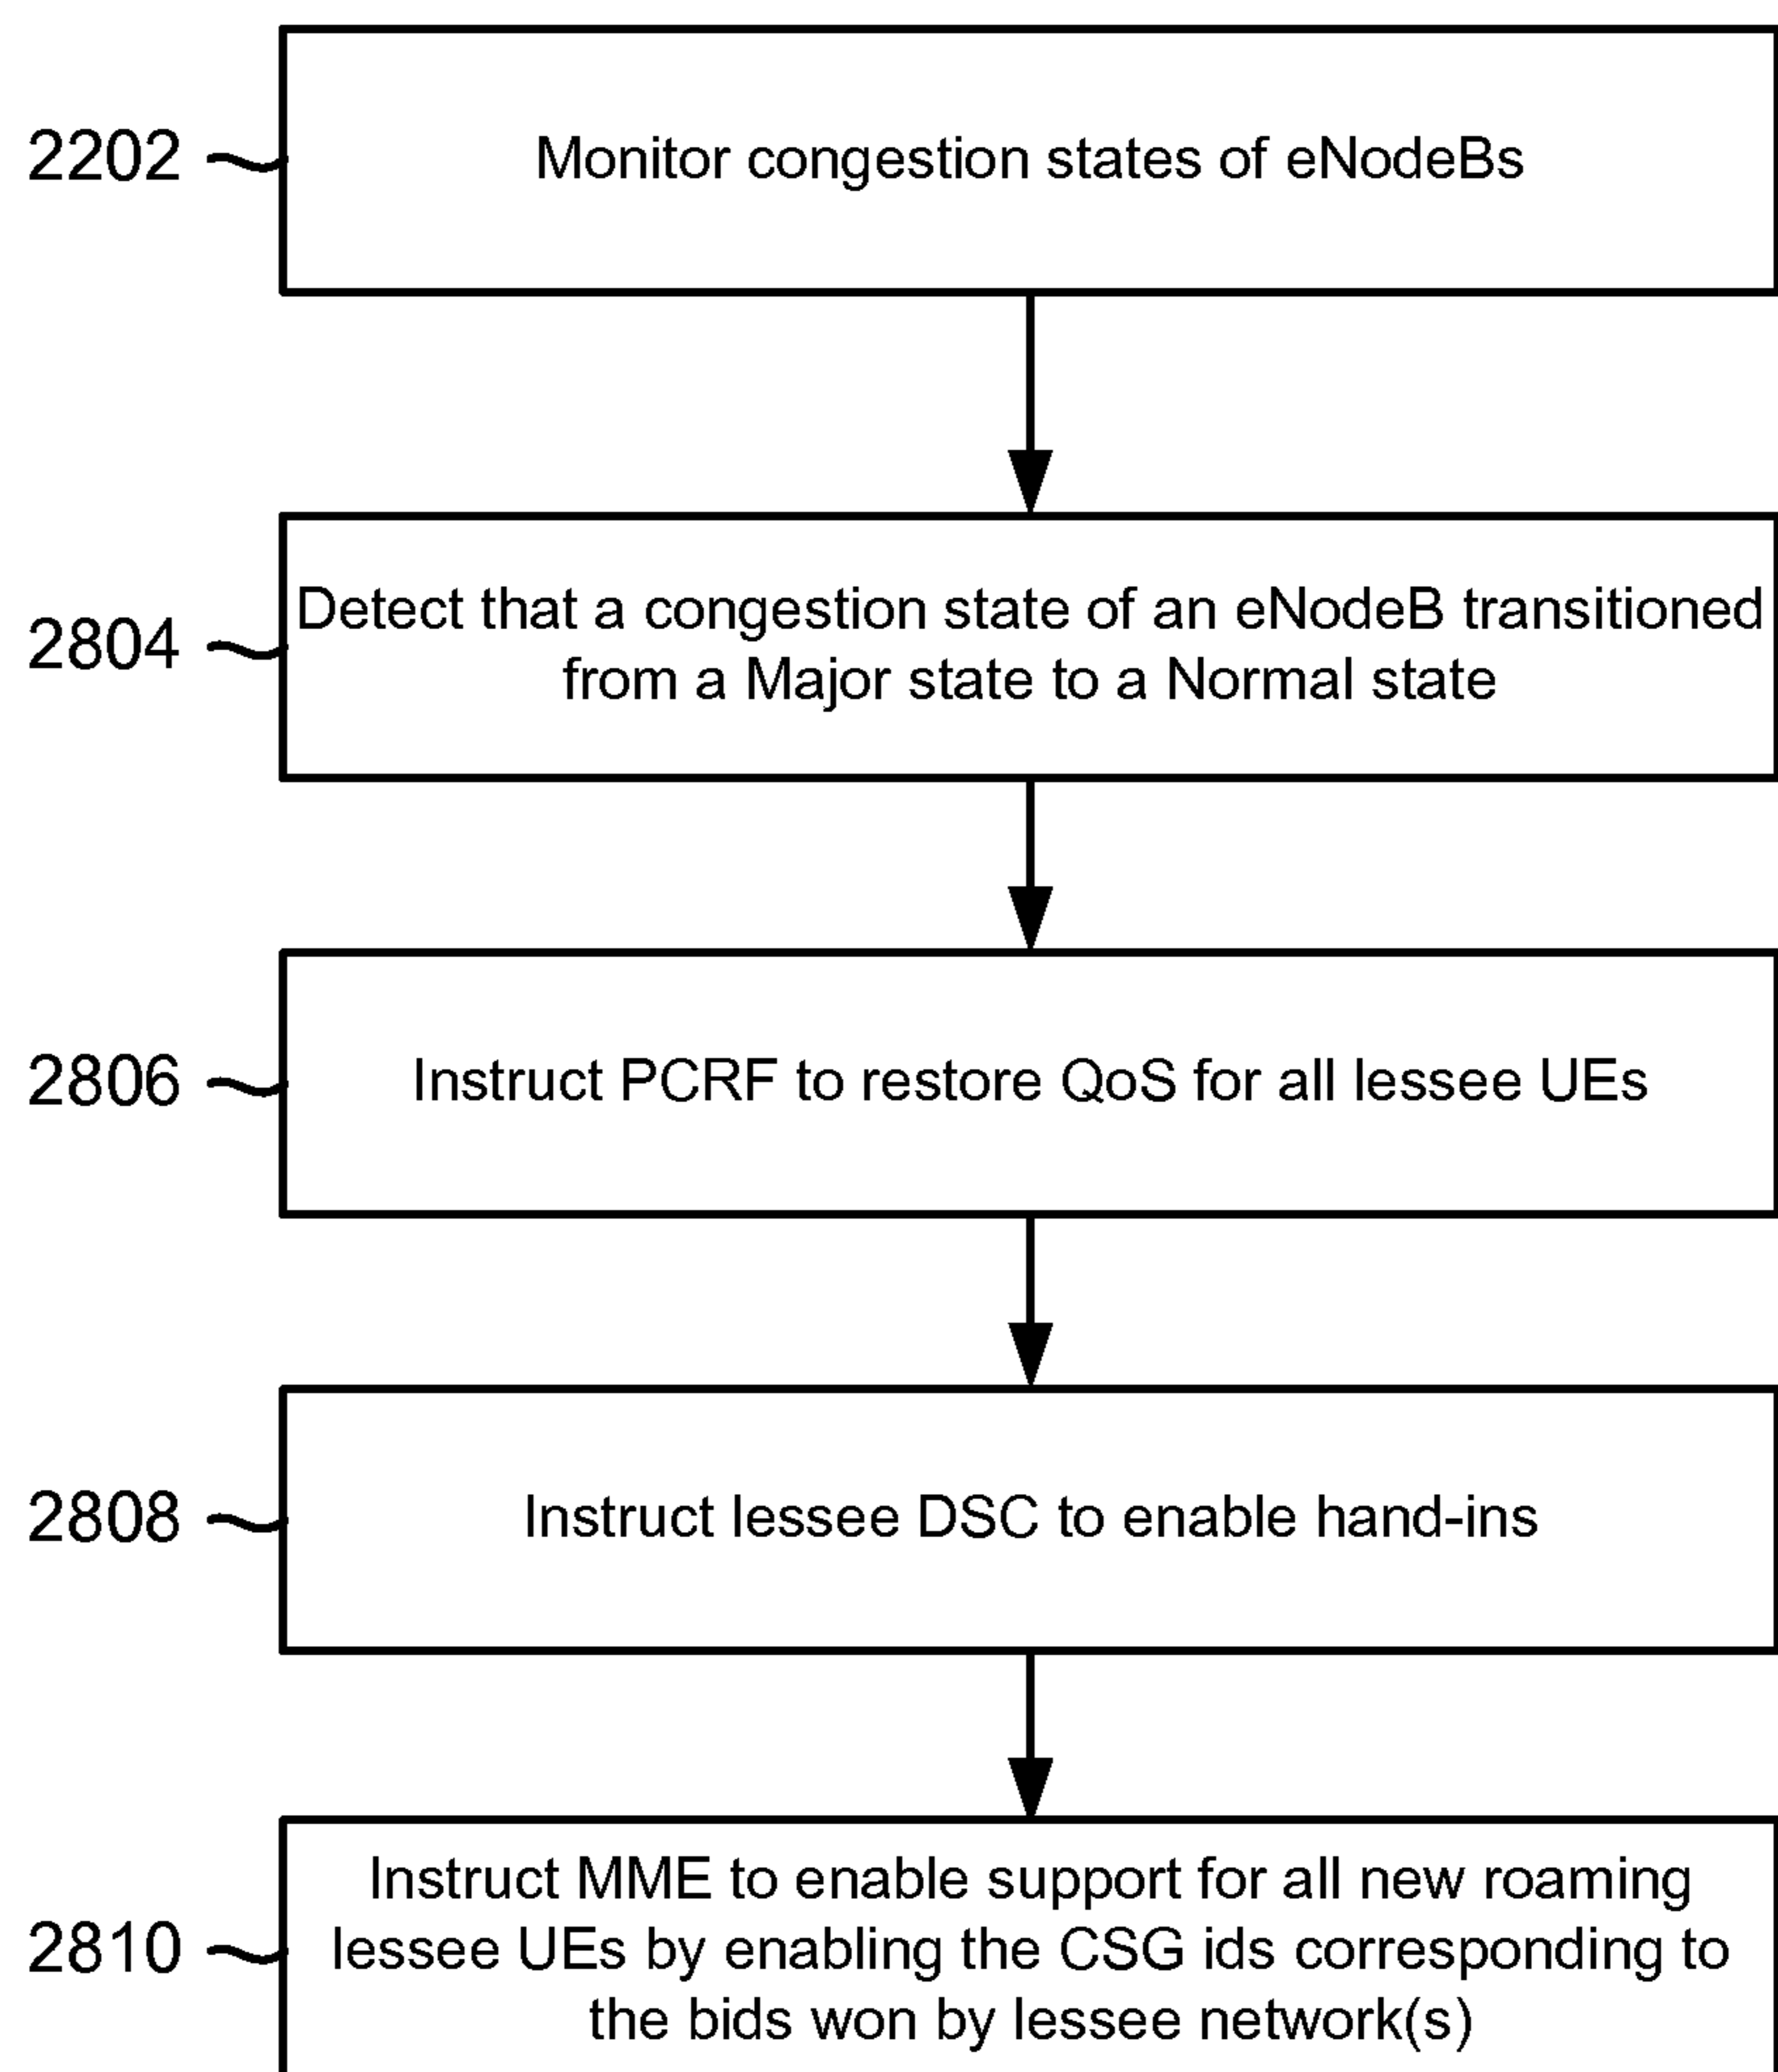 2202
Monitor congestion states of eNodeBs
2804
Detect that a congestion state of an eNodeB transitioned
from a Major state to a Normal state
2806
Instruct PCRF to restore QoS for all lessee UEs
2808
Instruct lessee DSC to enable hand-ins
2810
Instruct MME to enable support for all new roaming
lessee UEs by enabling the CSG ids corresponding to
the bids won by lessee network(s)